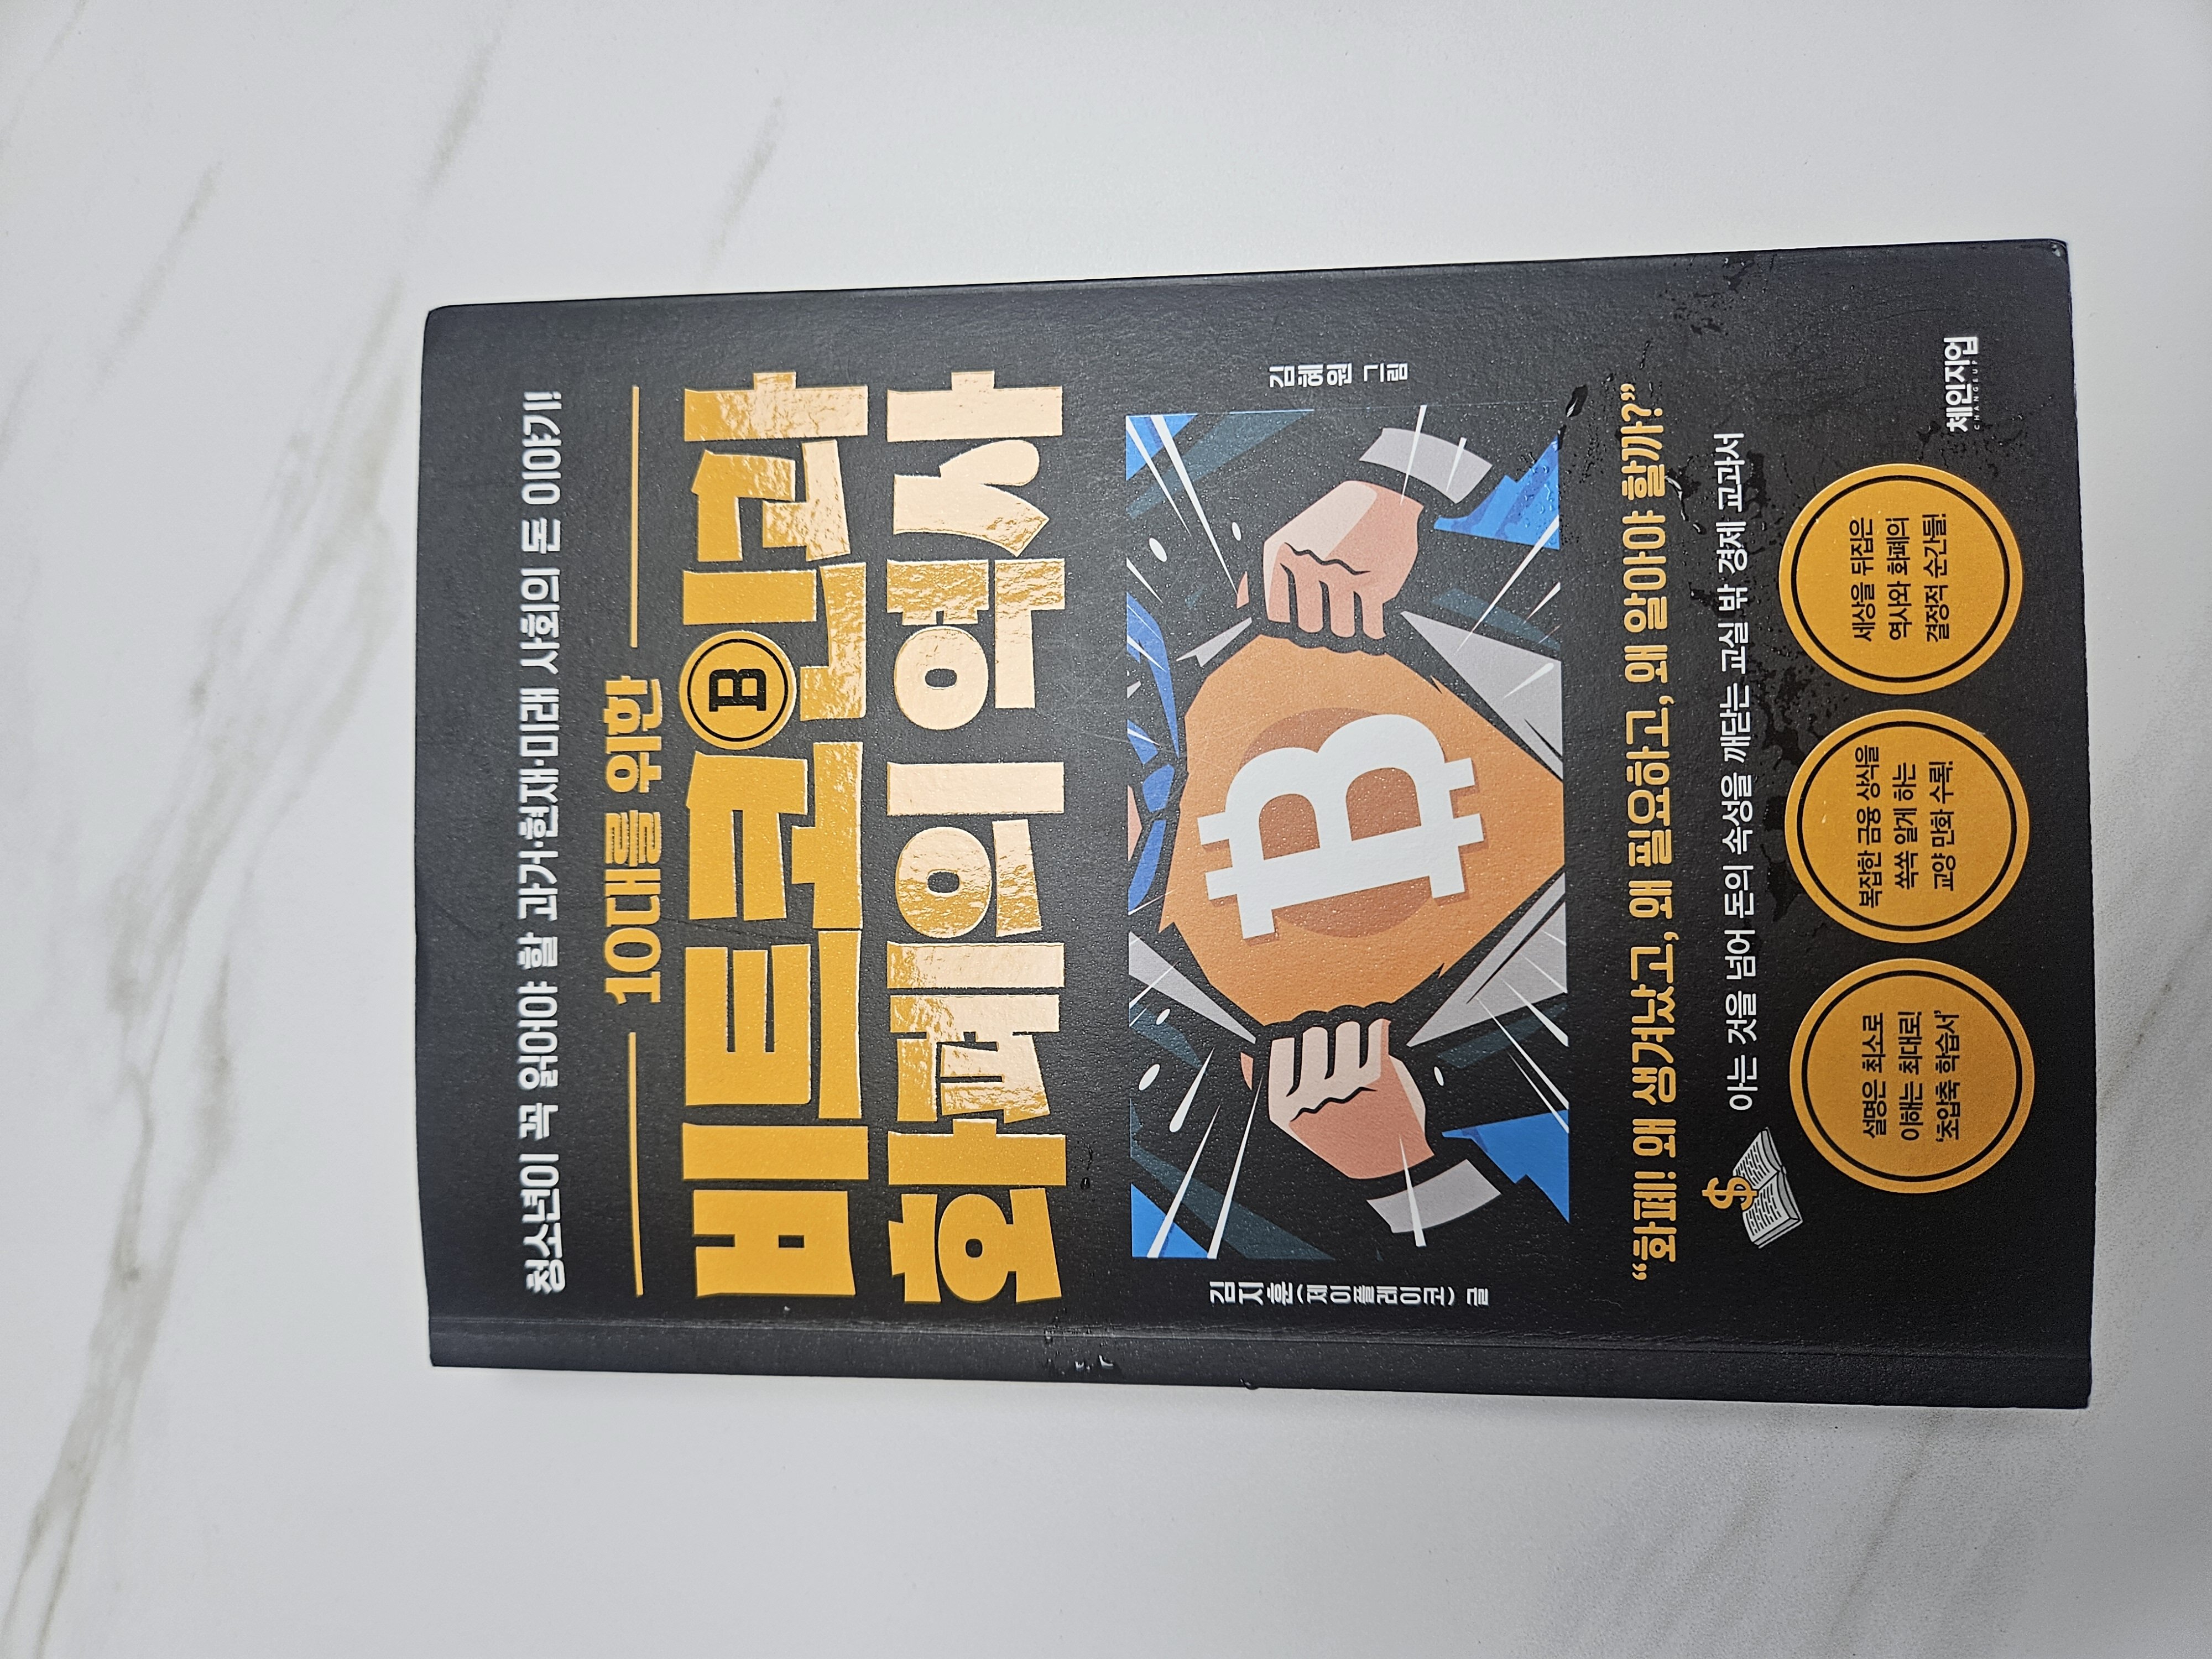 청소년이 꼭 읽어야 할 과거·현재·미래 사회의 돈 이야기!
10대를 위한
비트코인과
B
화폐의 역사
김지훈(제이플레이코) 글
김혜원 그림
“화폐! 왜 생겨났고, 왜 필요하고, 왜 알아야 할까?”
아는 것을 넘어 돈의 속성을 깨닫는 교실 밖 경제 교과서
설명은 최소로
이해는 최대로!
‘초압축 학습서’
복잡한 금융 상식을
쏙쏙 알게 하는
교양 만화 수록!
세상을 뒤집은
역사와 화폐의
결정적 순간들!
체인지업
CHANGEUP